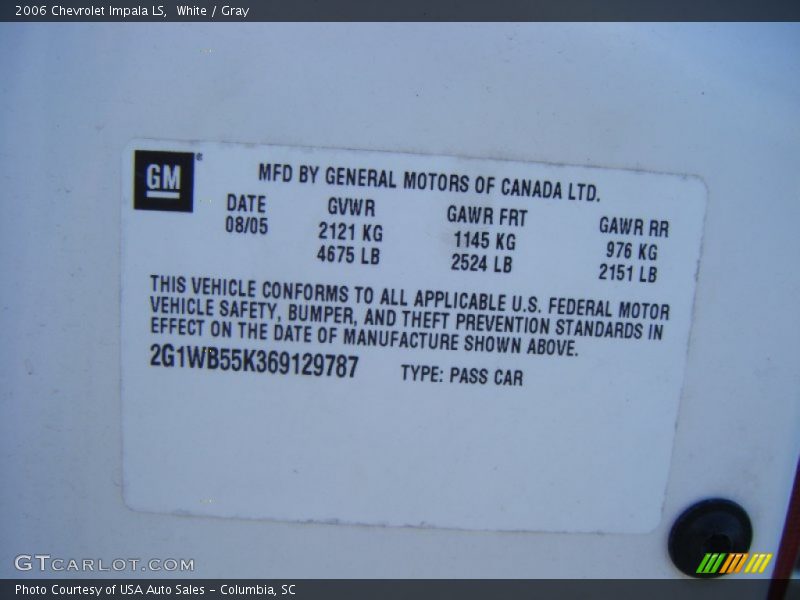 2006 Chevrolet Impala LS,  White / Gray
GM®
MFD BY GENERAL MOTORS OF CANADA LTD.
DATE GVWR GAWR FRT GAWR RR
08/05 2121 KG 1145 KG 976 KG
4675 LB 2524 LB 2151 LB
THIS VEHICLE CONFORMS TO ALL APPLICABLE U.S. FEDERAL MOTOR
VEHICLE SAFETY, BUMPER, AND THEFT PREVENTION STANDARDS IN
EFFECT ON THE DATE OF MANUFACTURE SHOWN ABOVE.
2G1WB55K369129787 TYPE: PASS CAR
GTCARLOT.COM
Photo Courtesy of USA Auto Sales - Columbia, SC